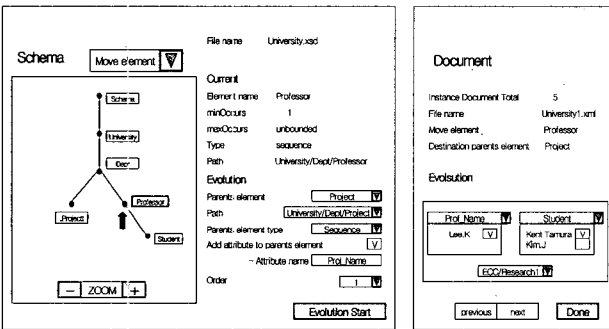 Schema
Move element
Schema
University
Dept
Project
Professor
Student
ZOOM
File name University.xsd
Current
Element name Professor
minOccurs 1
maxOccurs unbounded
Type sequence
Path University/Dept/Professor
Evolution
Parents element Project
Path University/Dept/Project
Parents element type Sequence
Add attribute to parents element V
- Attribute name Proj_Name
Order 1
Evolution Start
Document
Instance Document Total 5
File name University1.xml
Move element Professor
Destination parents element Project
Evolsution
Proj_Name Student
Lee.K V Kent Tamura V
Kim.J
ECC/Research1
previous next Done